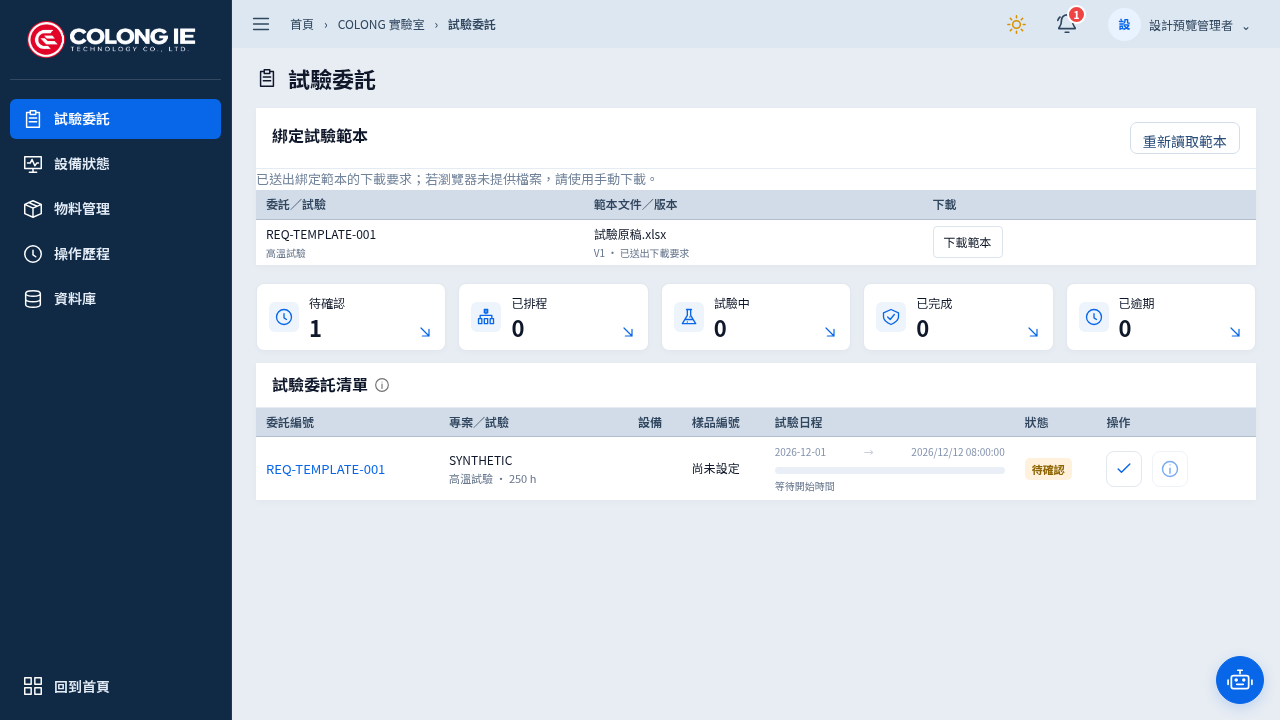 COLONG IE
TECHNOLOGY CO., LTD.
試驗委託
設備狀態
物料管理
操作歷程
資料庫
回到首頁
首頁 › COLONG 實驗室 › 試驗委託
1
設 設計預覽管理者
試驗委託
綁定試驗範本
重新讀取範本
已送出綁定範本的下載要求；若瀏覽器未提供檔案，請使用手動下載。
委託／試驗 範本文件／版本 下載
REQ-TEMPLATE-001 試驗原稿.xlsx 下載範本
高溫試驗 V1 · 已送出下載要求
待確認 已排程 試驗中 已完成 已逾期
1 0 0 0 0
試驗委託清單
委託編號 專案／試驗 設備 樣品編號 試驗日程 狀態 操作
2026-12-01 → 2026/12/12 08:00:00
REQ-TEMPLATE-001 SYNTHETIC 尚未設定 待確認
高溫試驗 · 250 h
等待開始時間